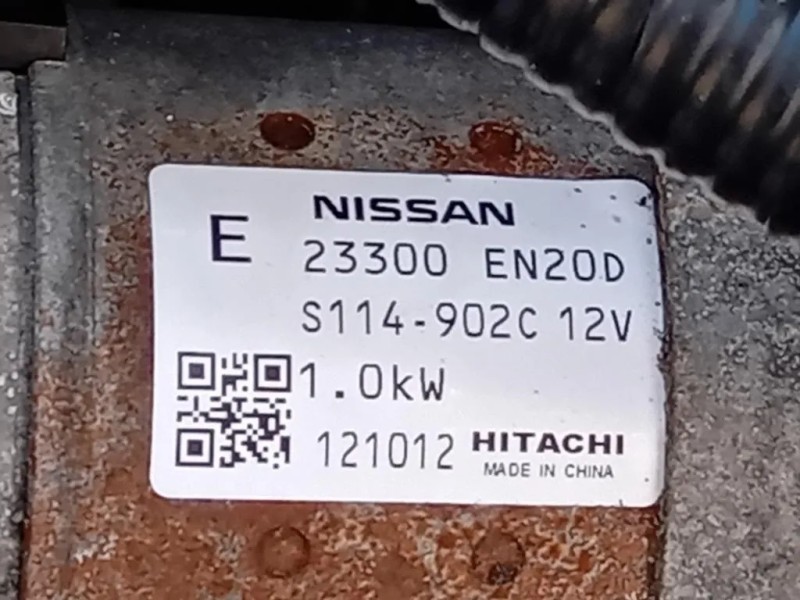 NISSAN
E 23300 EN20D
S114-902C 12V
1.0kW
121012 HITACHI
MADE IN CHINA